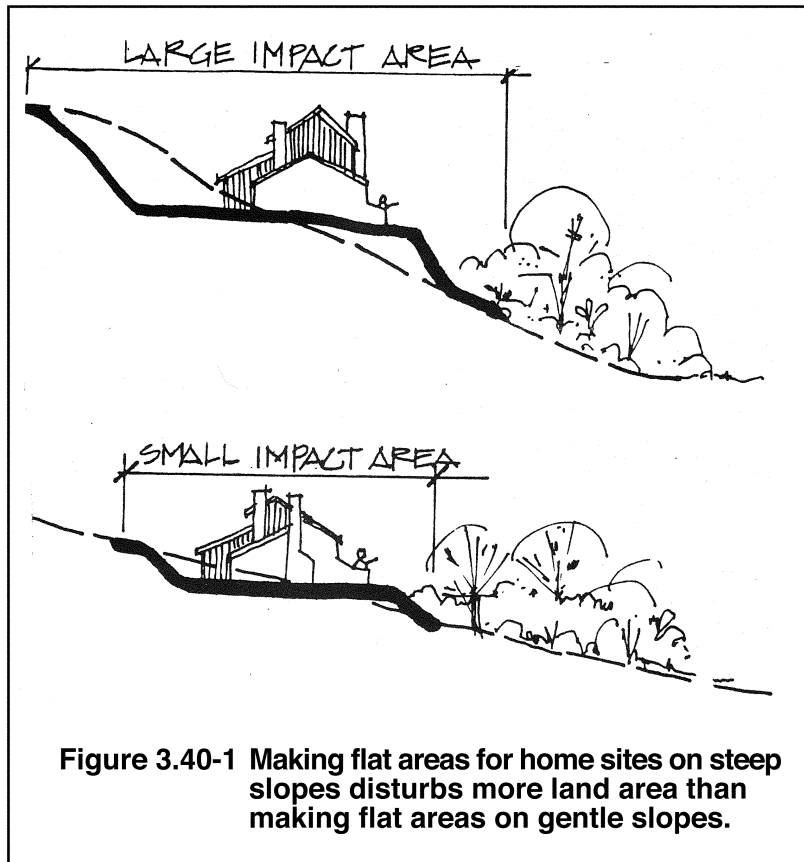 LARGE IMPACT AREA
SMALL IMPACT AREA
Figure 3.40-1 Making flat areas for home sites on steep
slopes disturbs more land area than
making flat areas on gentle slopes.